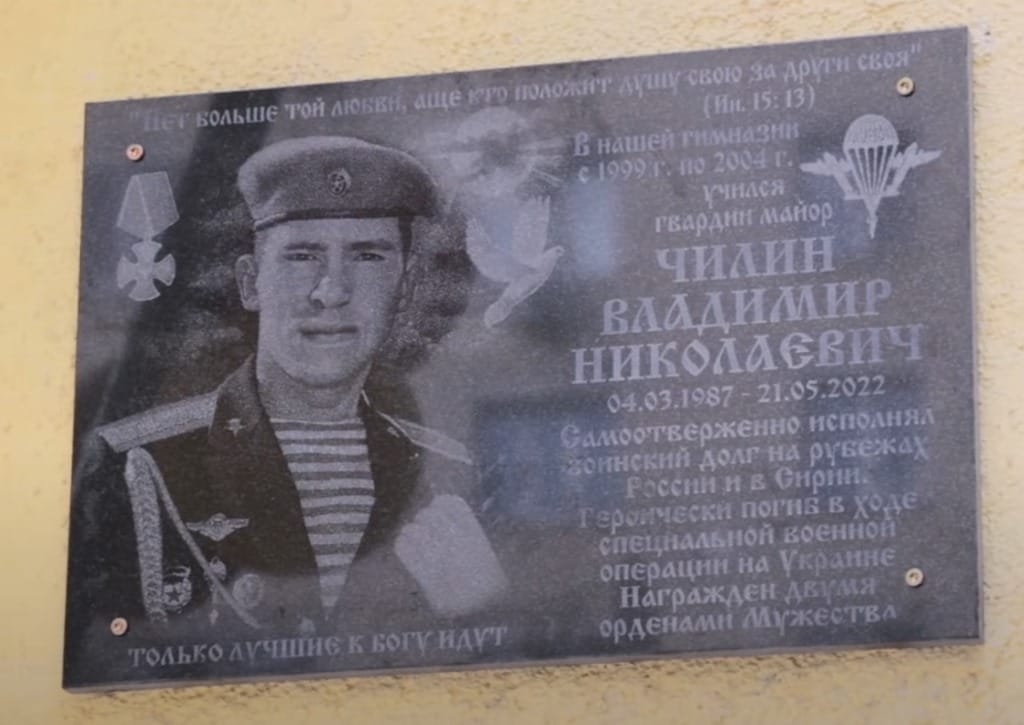 "Нет больше той любви, аще кто положит душу свою за други своя"
(Ин. 15: 13)
В нашей гимназии
с 1999 г. по 2004 г.
учился
гвардии майор
ЧИЛИН
ВЛАДИМИР
НИКОЛАЕВИЧ
04.03.1987 - 21.05.2022
Самоотверженно исполнял
воинский долг на рубежах
России и в Сирии.
Героически погиб в ходе
специальной военной
операции на Украине
Награжден двумя
орденами Мужества
ТОЛЬКО ЛУЧШИЕ К БОГУ ИДУТ